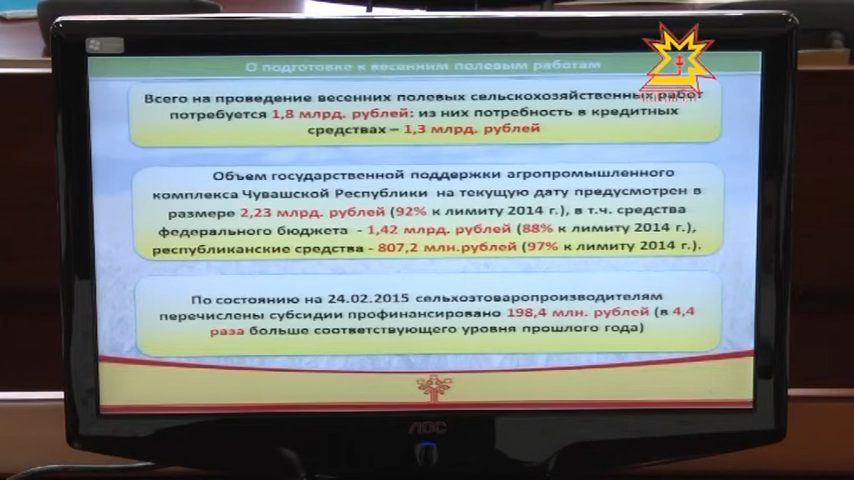 О подготовке к весенним полевым работам
Всего на проведение весенних полевых сельскохозяйственных работ
потребуется 1,8 млрд. рублей: из них потребность в кредитных
средствах – 1,3 млрд. рублей
Объем государственной поддержки агропромышленного
комплекса Чувашской Республики на текущую дату предусмотрен в
размере 2,23 млрд. рублей (92% к лимиту 2014 г.), в т.ч. средства
федерального бюджета - 1,42 млрд. рублей (88% к лимиту 2014 г.),
республиканские средства - 807,2 млн.рублей (97% к лимиту 2014 г.).
По состоянию на 24.02.2015 сельхозтоваропроизводителям
перечислены субсидии профинансировано 198,4 млн. рублей (в 4,4
раза больше соответствующего уровня прошлого года)
AOC